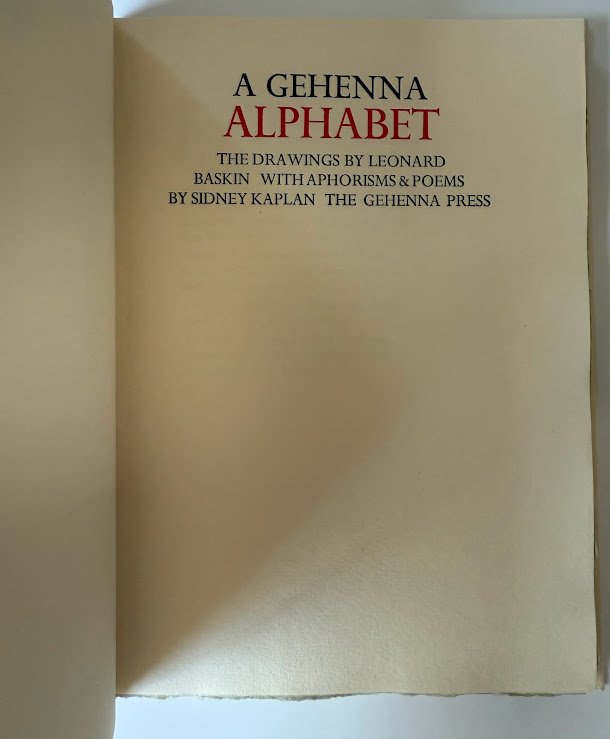 A GEHENNA
ALPHABET
THE DRAWINGS BY LEONARD
BASKIN WITH APHORISMS & POEMS
BY SIDNEY KAPLAN THE GEHENNA PRESS